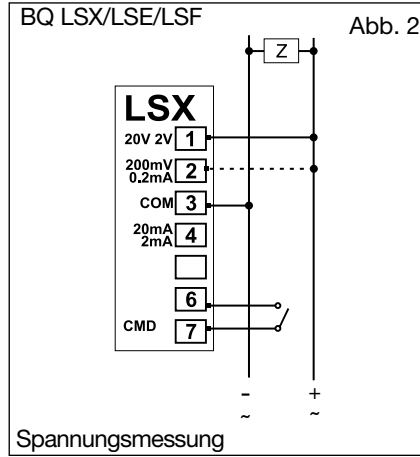 BQ LSX/LSE/LSF
Abb. 2
Z
LSX
20V 2V 1
200mV
0.2mA 2
COM 3
20mA
2mA 4
6
CMD 7
- +
~ ~
Spannungsmessung